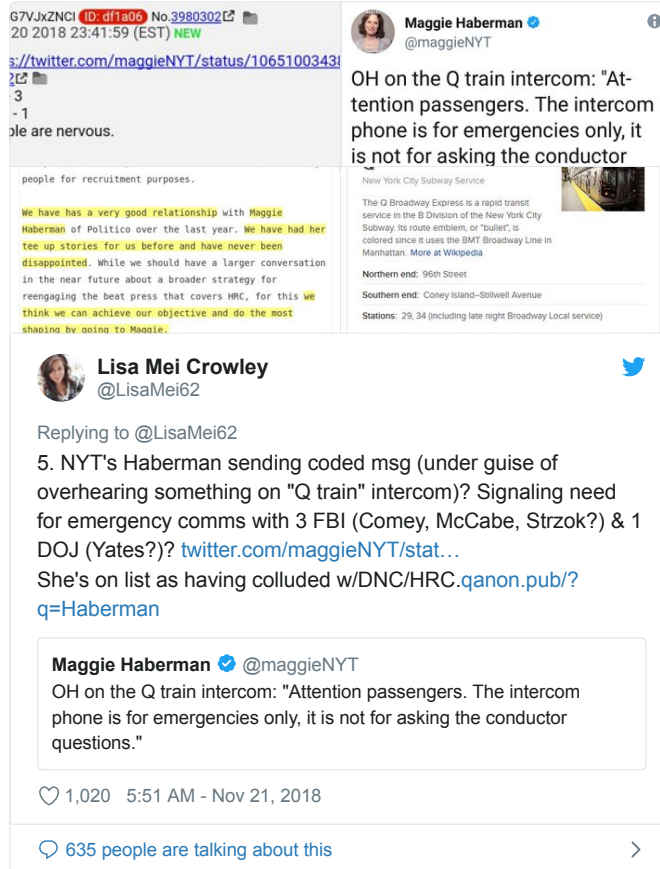 G7VJxZNCI ID: df1a06 No.3980302
20 2018 23:41:59 (EST) NEW
s://twitter.com/maggieNYT/status/10651003438
- 3
- 1
ple are nervous.
Maggie Haberman
@maggieNYT
OH on the Q train intercom: "At-
tention passengers. The intercom
phone is for emergencies only, it
is not for asking the conductor
people for recruitment purposes.
We have has a very good relationship with Maggie
Haberman of Politico over the last year. We have had her
tee up stories for us before and have never been
disappointed. While we should have a larger conversation
in the near future about a broader strategy for
reengaging the beat press that covers HRC, for this we
think we can achieve our objective and do the most
shaping by going to Maggie.
New York City Subway Service
The Q Broadway Express is a rapid transit
service in the B Division of the New York City
Subway. Its route emblem, or "bullet", is
colored since it uses the BMT Broadway Line in
Manhattan. More at Wikipedia
Northern end: 96th Street
Southern end: Coney Island–Stillwell Avenue
Stations: 29, 34 (including late night Broadway Local service)
Lisa Mei Crowley
@LisaMei62
Replying to @LisaMei62
5. NYT's Haberman sending coded msg (under guise of
overhearing something on "Q train" intercom)? Signaling need
for emergency comms with 3 FBI (Comey, McCabe, Strzok?) & 1
DOJ (Yates?)? twitter.com/maggieNYT/stat…
She's on list as having colluded w/DNC/HRC.qanon.pub/?
q=Haberman
Maggie Haberman @maggieNYT
OH on the Q train intercom: "Attention passengers. The intercom
phone is for emergencies only, it is not for asking the conductor
questions."
1,020 5:51 AM - Nov 21, 2018
635 people are talking about this